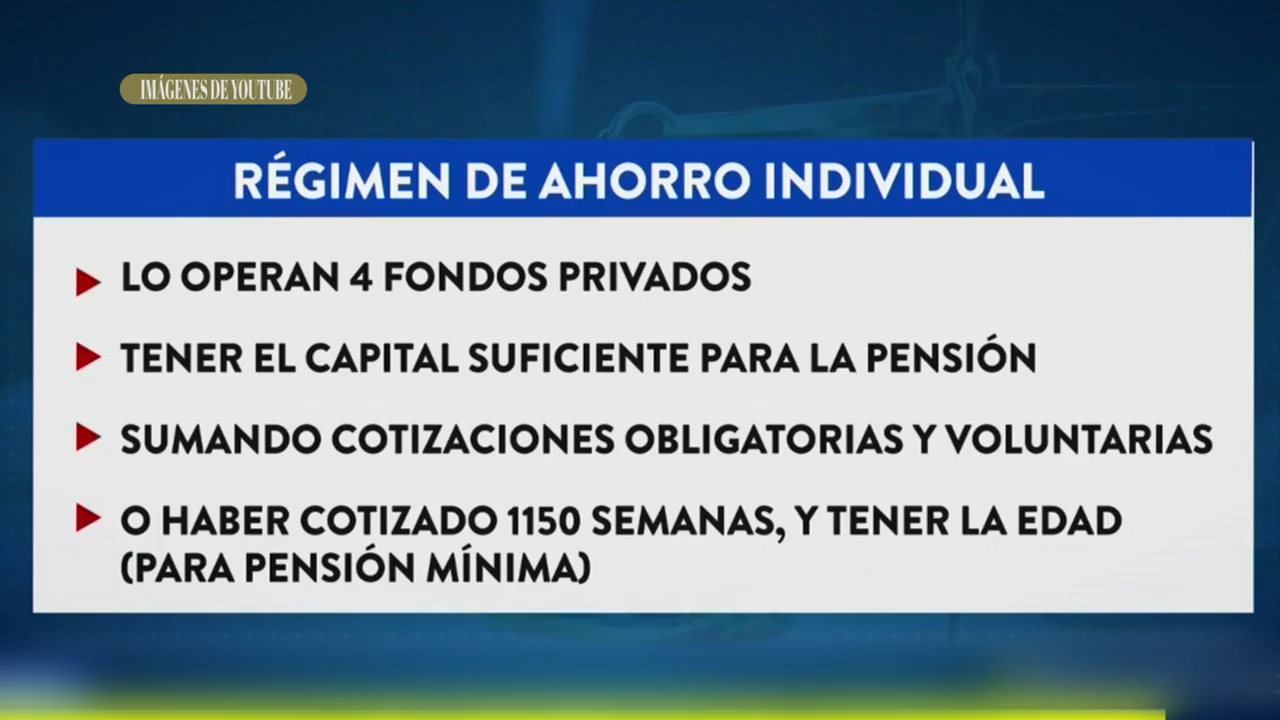 IMÁGENES DE YOUTUBE
RÉGIMEN DE AHORRO INDIVIDUAL
LO OPERAN 4 FONDOS PRIVADOS
TENER EL CAPITAL SUFICIENTE PARA LA PENSIÓN
SUMANDO COTIZACIONES OBLIGATORIAS Y VOLUNTARIAS
O HABER COTIZADO 1150 SEMANAS, Y TENER LA EDAD
(PARA PENSIÓN MÍNIMA)